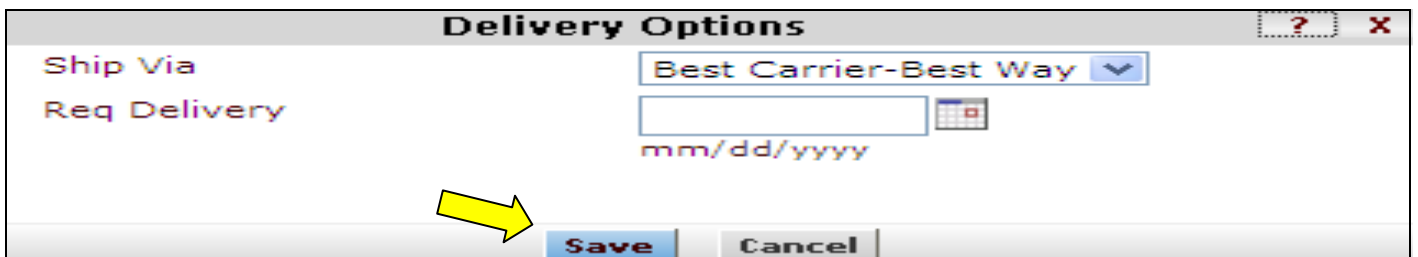 Delivery Options ? x
Ship Via Best Carrier-Best Way
Req Delivery
mm/dd/yyyy
Save Cancel